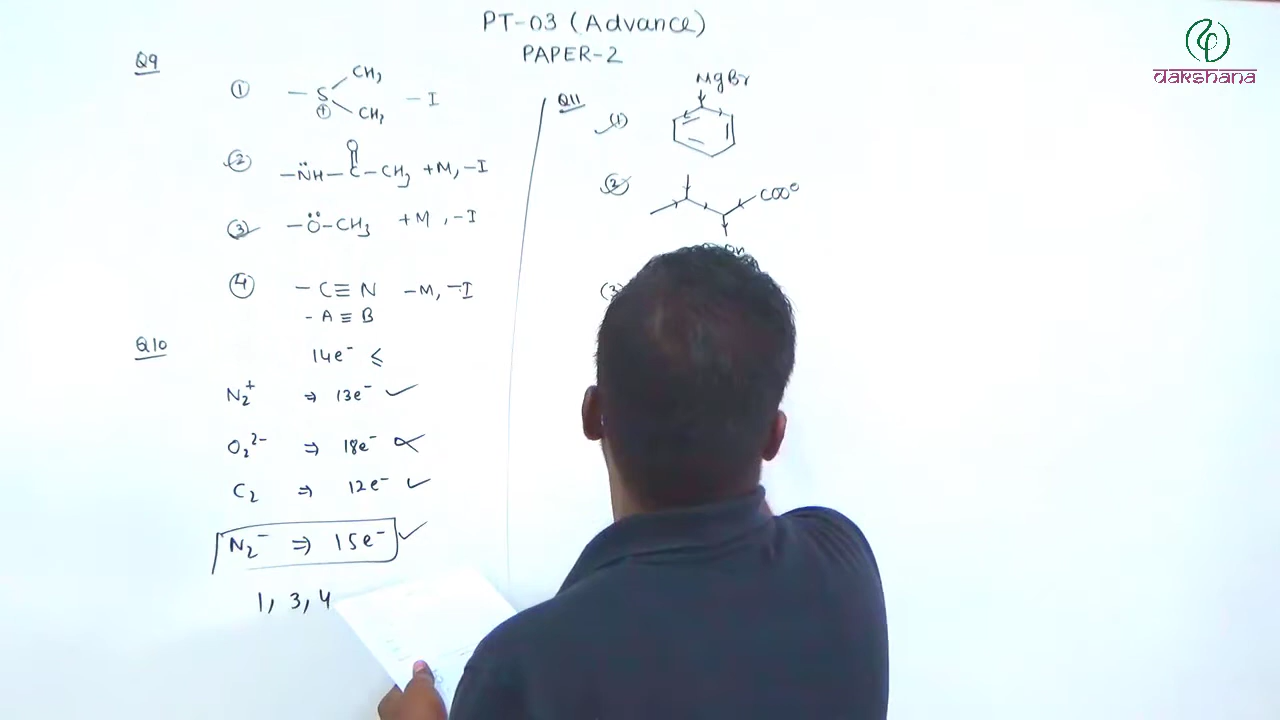 PT-03 (Advance)
PAPER-2
dakshana
Q9
① –S⊕ CH₃ CH₃ –I
② –N̈H–C(=O)–CH₃ +M, –I
③ –Ö–CH₃ +M, –I
④ –C≡N –M, –I
-A≡B
Q10
14e⁻ ≤
N₂⁺ ⇒ 13e⁻ ✓
O₂²⁻ ⇒ 18e⁻
C₂ ⇒ 12e⁻ ✓
N₂⁻ ⇒ 15e⁻ ✓
1, 3, 4
Q11
(1) MgBr
② COO⊖
(3)